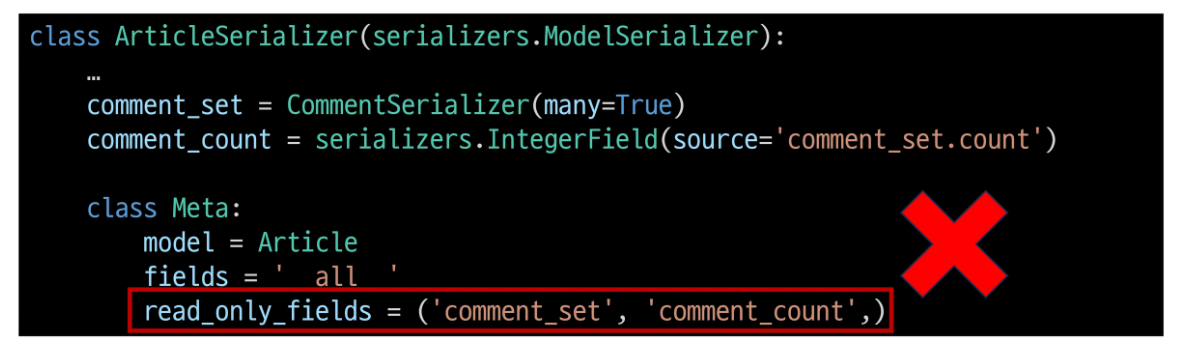 class ArticleSerializer(serializers.ModelSerializer):
    …
    comment_set = CommentSerializer(many=True)
    comment_count = serializers.IntegerField(source='comment_set.count')
    class Meta:
        model = Article
        fields = '  all  '
        read_only_fields = ('comment_set', 'comment_count',)